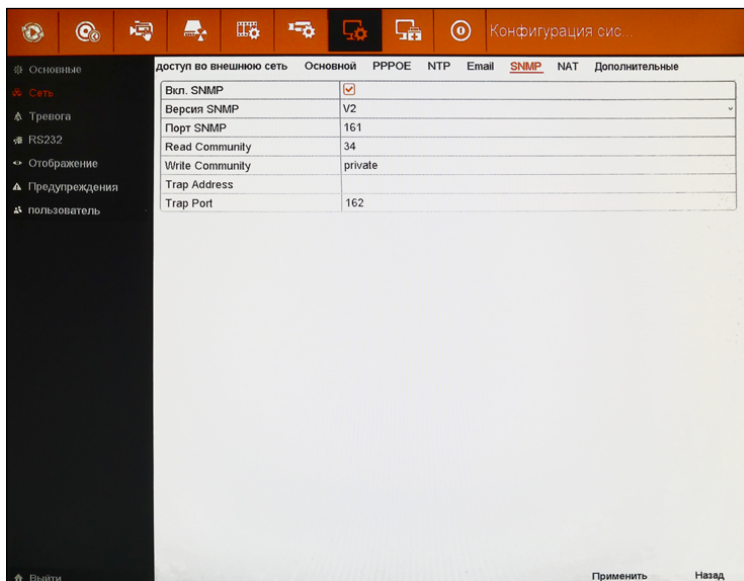 Конфигурация сис...
Основные
Сеть
Тревога
RS232
Отображение
Предупреждения
пользователь
Выйти
доступ во внешнюю сеть Основной PPPOE NTP Email SNMP NAT Дополнительные
Вкл. SNMP
Версия SNMP V2
Порт SNMP 161
Read Community 34
Write Community private
Trap Address
Trap Port 162
Применить Назад